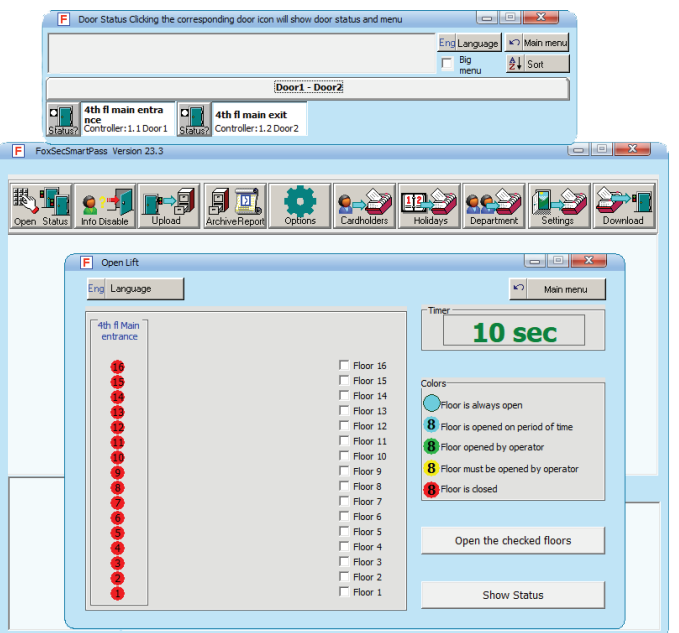 F Door Status Clicking the corresponding door icon will show door status and menu
Eng Language
Main menu
Big
menu
A
Z Sort
Door1 - Door2
Status?
4th fl main entra
nce
Controller:1.1 Door1
Status?
4th fl main exit
Controller:1.2 Door2
F FoxSecSmartPass Version 23.3
Open Status
Info Disable
Upload
Archive Report
Options
Cardholders
1 2
Holidays
Department
Settings
Download
F Open Lift
Eng Language
Main menu
4th fl Main
entrance
16 Floor 16
15 Floor 15
14 Floor 14
13 Floor 13
12 Floor 12
11 Floor 11
10 Floor 10
9 Floor 9
8 Floor 8
7 Floor 7
6 Floor 6
5 Floor 5
4 Floor 4
3 Floor 3
2 Floor 2
1 Floor 1
Timer
10 sec
Colors
Floor is always open
8 Floor is opened on period of time
8 Floor opened by operator
8 Floor must be opened by operator
8 Floor is closed
Open the checked floors
Show Status